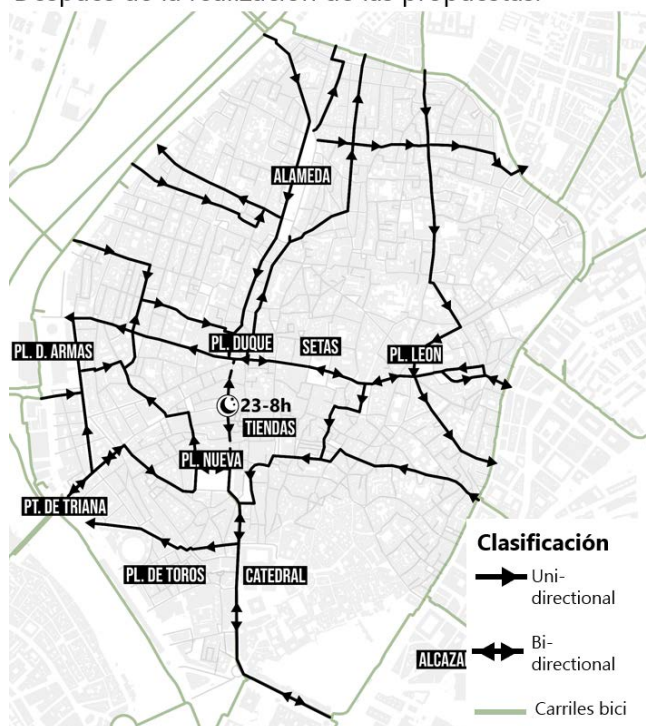 Después de la realización de las propuestas:
ALAMEDA
PL. DUQUE
SETAS
PL. D. ARMAS
PL. LEON
23-8h
TIENDAS
PL. NUEVA
PT. DE TRIANA
PL. DE TOROS
CATEDRAL
ALCAZA
Clasificación
Uni-
directional
Bi-
directional
Carriles bici